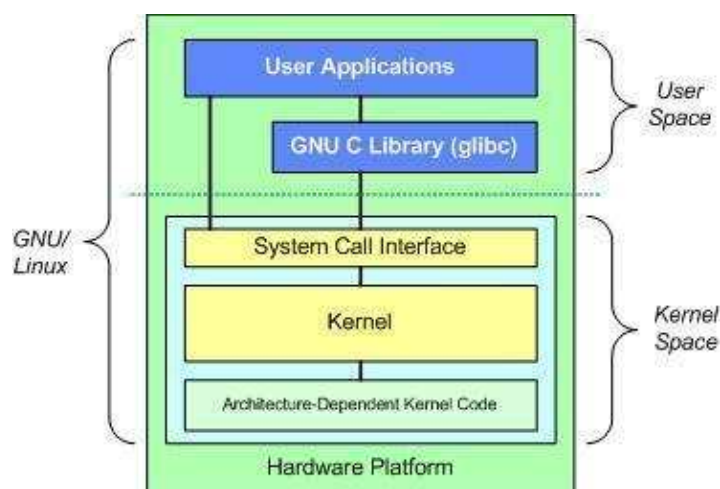 User Applications
User
Space
GNU C Library (glibc)
GNU/
Linux
System Call Interface
Kernel
Kernel
Space
Architecture-Dependent Kernel Code
Hardware Platform